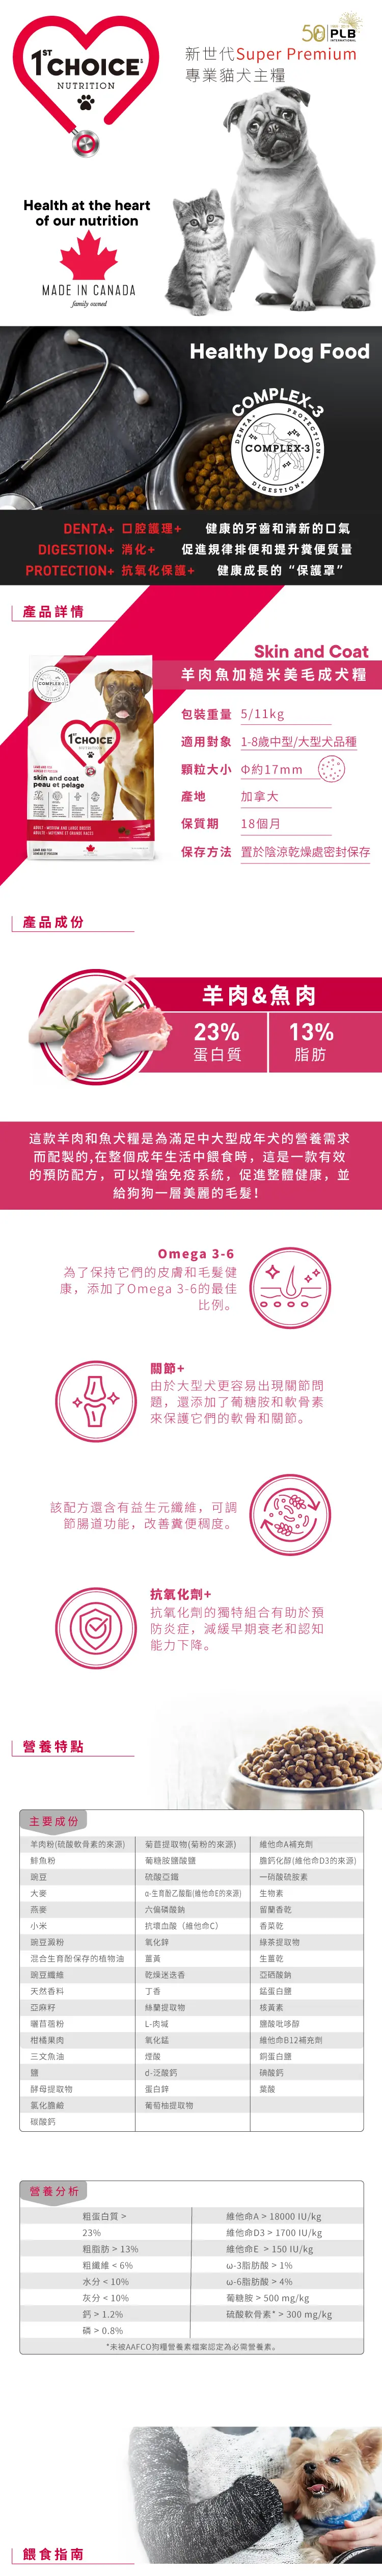 50 PLB
INTERNATIONAL
1ST CHOICE
NUTRITION
新世代Super Premium
專業貓犬主糧
Health at the heart
of our nutrition
MADE IN CANADA
family owned
Healthy Dog Food
COMPLEX-3
DENTA+ PROTECTION+ DIGESTION+
COMPLEX-3
DENTA+ 口腔護理+ 健康的牙齒和清新的口氣
DIGESTION+ 消化+ 促進規律排便和提升糞便質量
PROTECTION+ 抗氧化保護+ 健康成長的“保護罩”
產品詳情
Skin and Coat
羊肉魚加糙米美毛成犬糧
COMPLEX-3
1ST CHOICE
skin and coat
peau et pelage
包裝重量 5/11kg
適用對象 1-8歲中型/大型犬品種
顆粒大小 Φ約17mm
產地 加拿大
保質期 18個月
保存方法 置於陰涼乾燥處密封保存
產品成份
羊肉&魚肉
23% 13%
蛋白質 脂肪
這款羊肉和魚犬糧是為滿足中大型成年犬的營養需求
而配製的,在整個成年生活中餵食時，這是一款有效
的預防配方，可以增強免疫系統，促進整體健康，並
給狗狗一層美麗的毛髮！
Omega 3-6
為了保持它們的皮膚和毛髮健
康，添加了Omega 3-6的最佳
比例。
關節+
由於大型犬更容易出現關節問
題，還添加了葡糖胺和軟骨素
來保護它們的軟骨和關節。
該配方還含有益生元纖維，可調
節腸道功能，改善糞便稠度。
抗氧化劑+
抗氧化劑的獨特組合有助於預
防炎症，減緩早期衰老和認知
能力下降。
營養特點
主要成份
羊肉粉(硫酸軟骨素的來源) 菊苣提取物(菊粉的來源) 維他命A補充劑
鯡魚粉 葡糖胺鹽酸鹽 膽鈣化醇(維他命D3的來源)
豌豆 硫酸亞鐵 一硝酸硫胺素
大麥 α-生育酚乙酸酯(維他命E的來源) 生物素
燕麥 六偏磷酸鈉 留蘭香乾
小米 抗壞血酸（維他命C） 香菜乾
豌豆澱粉 氧化鋅 綠茶提取物
混合生育酚保存的植物油 薑黃 生薑乾
豌豆纖維 乾燥迷迭香 亞硒酸鈉
天然香料 丁香 錳蛋白鹽
亞麻籽 絲蘭提取物 核黃素
曬苜蓿粉 L-肉堿 鹽酸吡哆醇
柑橘果肉 氧化錳 維他命B12補充劑
三文魚油 煙酸 銅蛋白鹽
鹽 d-泛酸鈣 碘酸鈣
酵母提取物 蛋白鋅 葉酸
氯化膽鹼 葡萄柚提取物
碳酸鈣
營養分析
粗蛋白質 > 維他命A > 18000 IU/kg
23% 維他命D3 > 1700 IU/kg
粗脂肪 > 13% 維他命E > 150 IU/kg
粗纖維 < 6% ω-3脂肪酸 > 1%
水分 < 10% ω-6脂肪酸 > 4%
灰分 < 10% 葡糖胺 > 500 mg/kg
鈣 > 1.2% 硫酸軟骨素* > 300 mg/kg
磷 > 0.8%
*未被AAFCO狗糧營養素檔案認定為必需營養素。
餵食指南